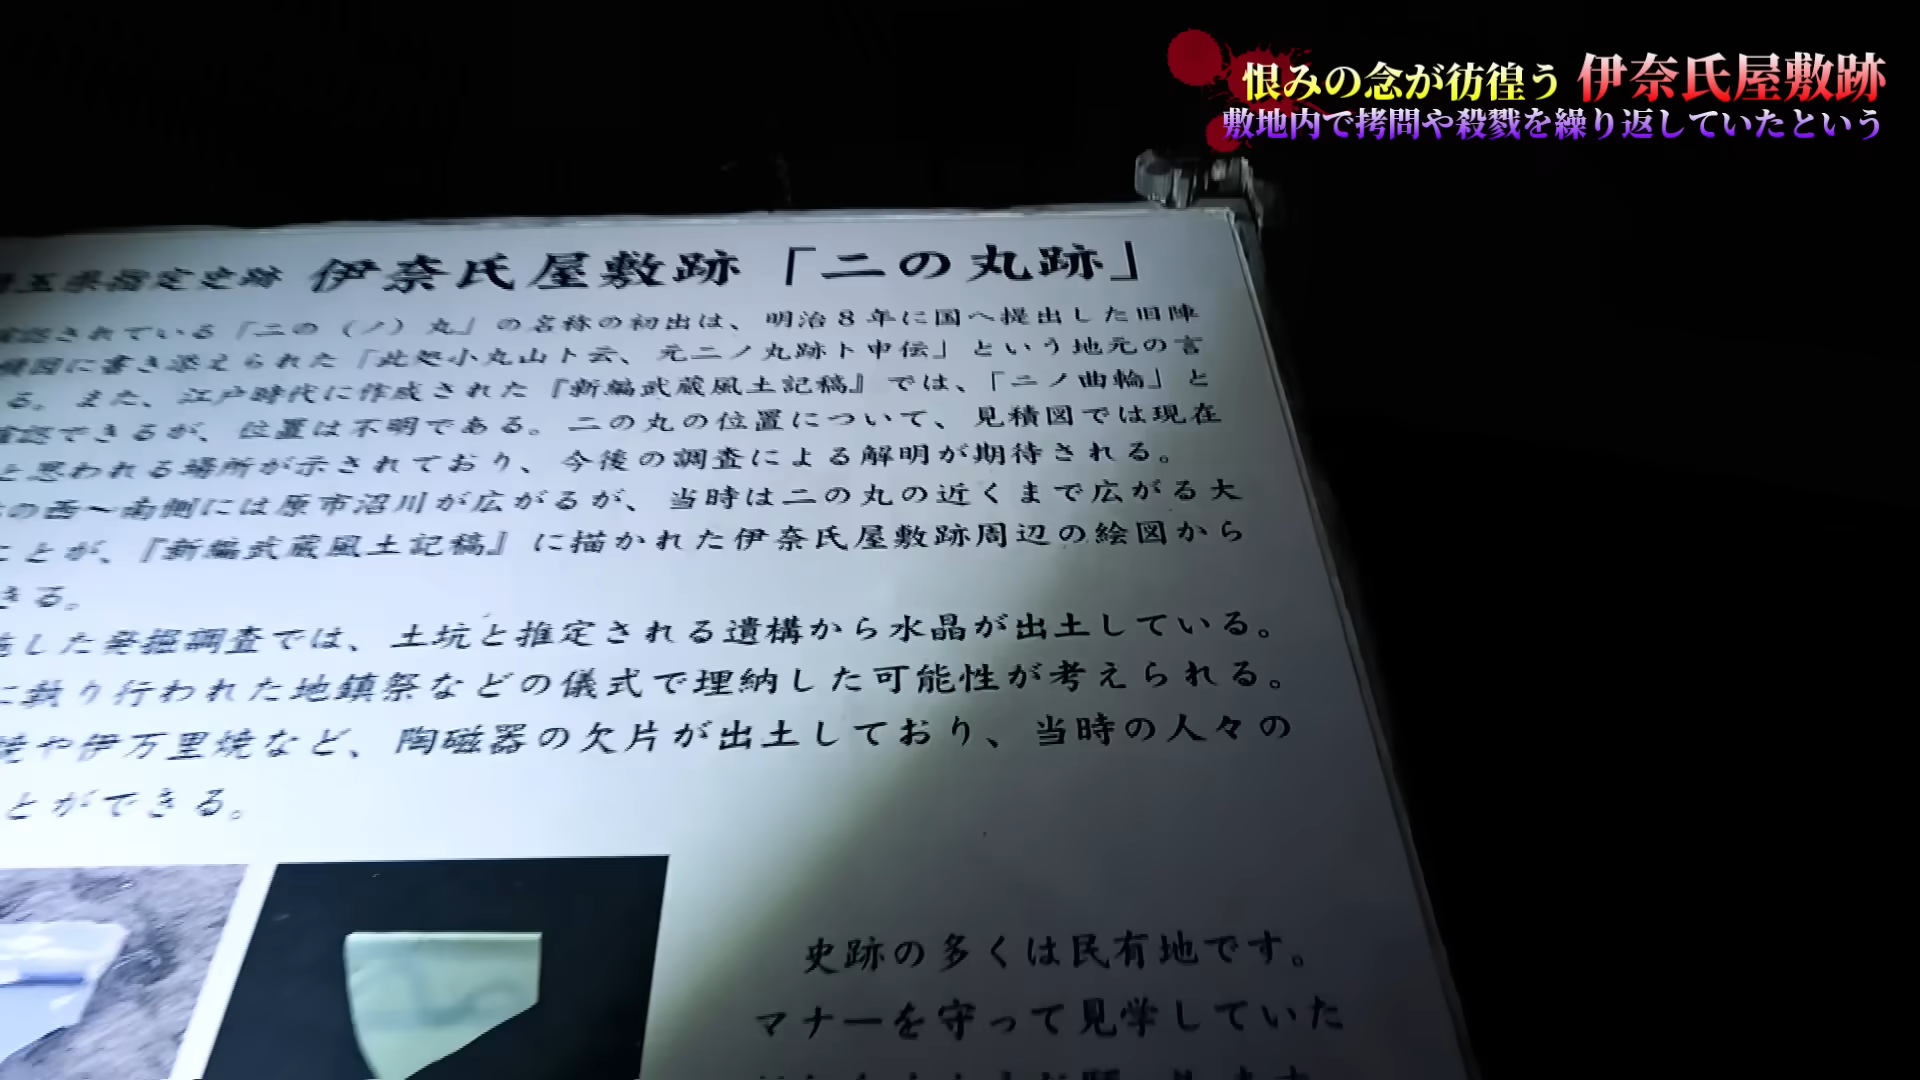 恨みの念が彷徨う 伊奈氏屋敷跡
敷地内で拷問や殺戮を繰り返していたという
埼玉県指定史跡 伊奈氏屋敷跡「二の丸跡」
確認されている「二の(ノ)丸」の名称の初出は、明治8年に国へ提出した旧陣
積図に書き添えられた「此処小丸山ト云、元二ノ丸跡ト申伝」という地元の言
る。また、江戸時代に作成された『新編武蔵風土記稿』では、「二ノ曲輪」と
確認できるが、位置は不明である。二の丸の位置について、見積図では現在
と思われる場所が示されており、今後の調査による解明が期待される。
の西〜南側には原市沼川が広がるが、当時は二の丸の近くまで広がる大
ことが、『新編武蔵風土記稿』に描かれた伊奈氏屋敷跡周辺の絵図から
きる。
施した発掘調査では、土坑と推定される遺構から水晶が出土している。
に執り行われた地鎮祭などの儀式で埋納した可能性が考えられる。
焼や伊万里焼など、陶磁器の欠片が出土しており、当時の人々の
とができる。
史跡の多くは民有地です。
マナーを守って見学していた